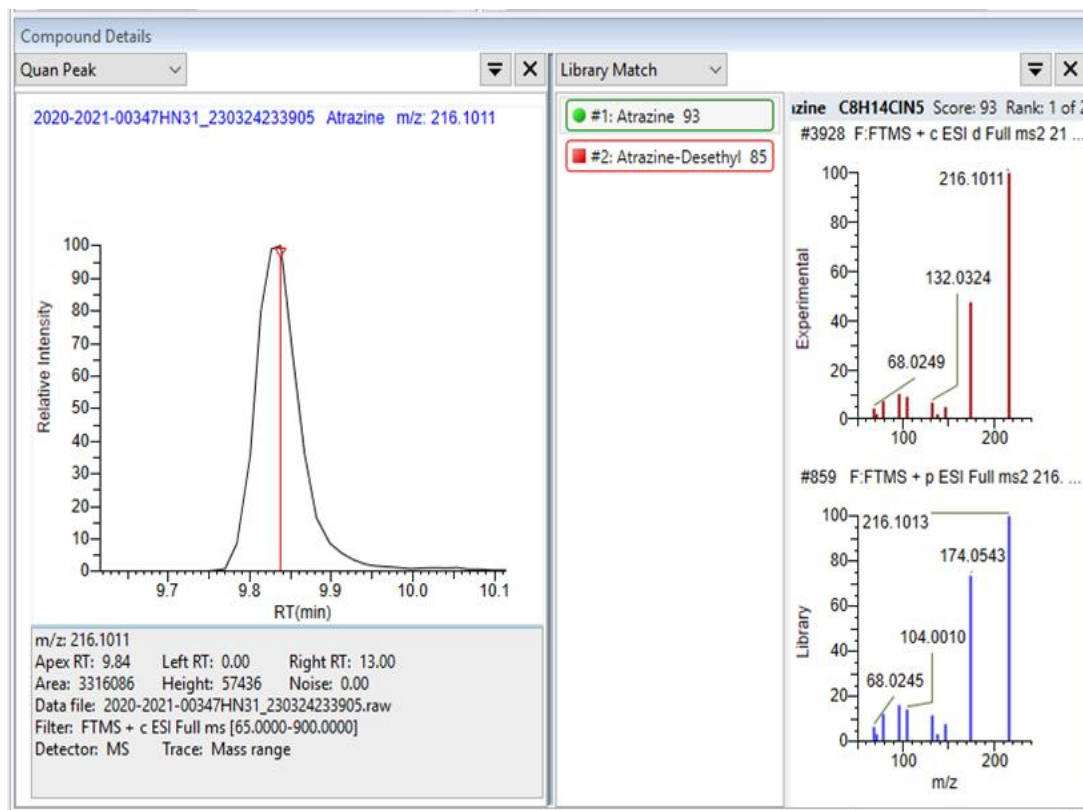 Compound Details
Quan Peak
Library Match
2020-2021-00347HN31_230324233905 Atrazine m/z: 216.1011
100
90
80
70
60
50
40
30
20
10
0
Relative Intensity
9.7 9.8 9.9 10.0 10.1
RT(min)
m/z: 216.1011
Apex RT: 9.84 Left RT: 0.00 Right RT: 13.00
Area: 3316086 Height: 57436 Noise: 0.00
Data file: 2020-2021-00347HN31_230324233905.raw
Filter: FTMS + c ESI Full ms [65.0000-900.0000]
Detector: MS Trace: Mass range
#1: Atrazine 93
#2: Atrazine-Desethyl 85
azine C8H14ClN5 Score: 93 Rank: 1 of 2
#3928 F:FTMS + c ESI d Full ms2 21 ...
100
80
60
40
20
0
Experimental
216.1011
132.0324
68.0249
100 200
#859 F:FTMS + p ESI Full ms2 216. ...
100
80
60
40
20
0
Library
216.1013
174.0543
104.0010
68.0245
100 200
m/z